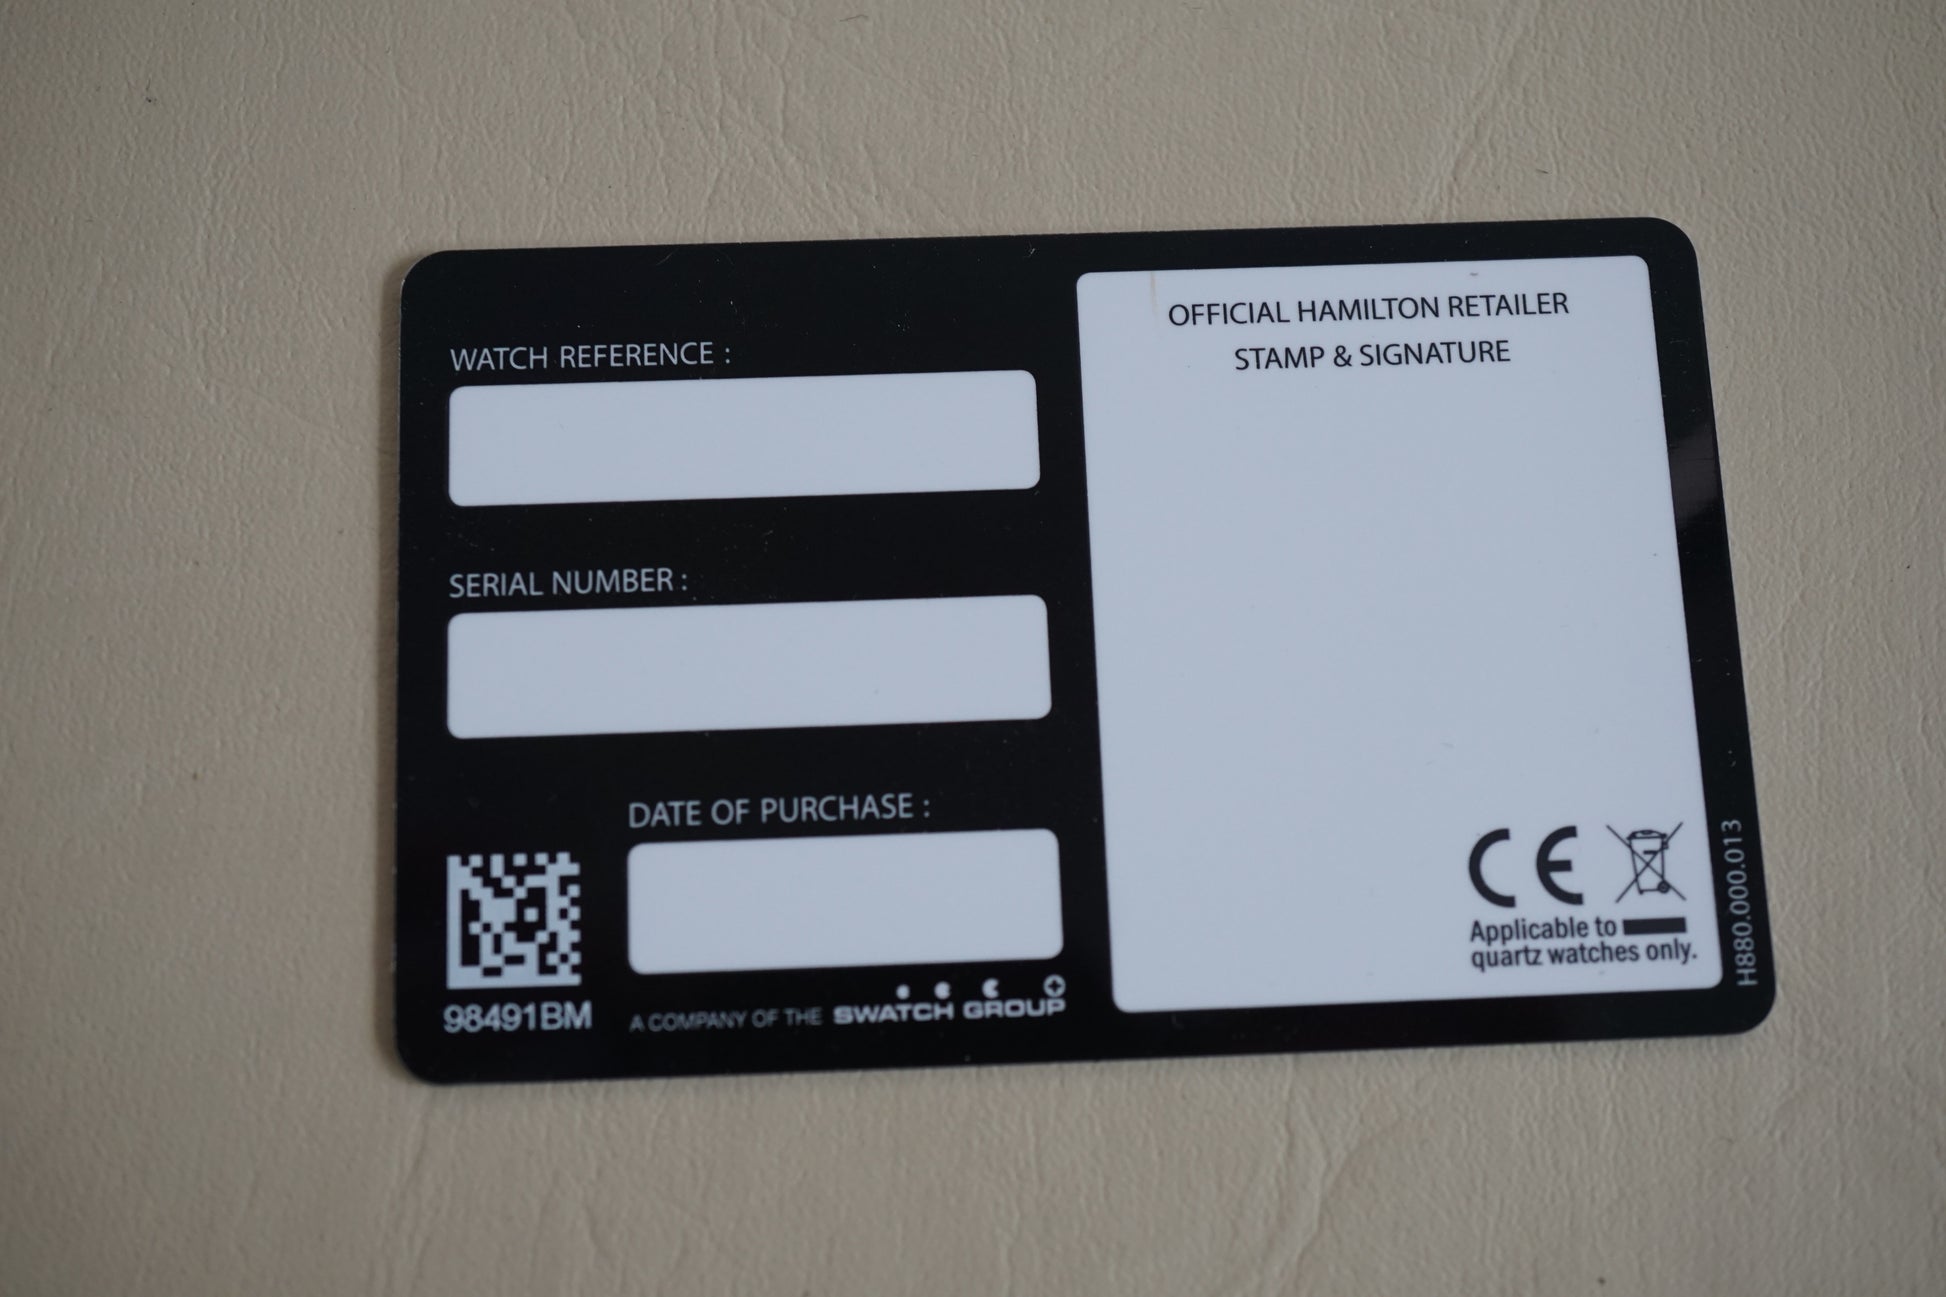 WATCH REFERENCE :
SERIAL NUMBER :
DATE OF PURCHASE :
98491BM
A COMPANY OF THE SWATCH GROUP
OFFICIAL HAMILTON RETAILER
STAMP & SIGNATURE
CE
Applicable to
quartz watches only.
H880.000.013